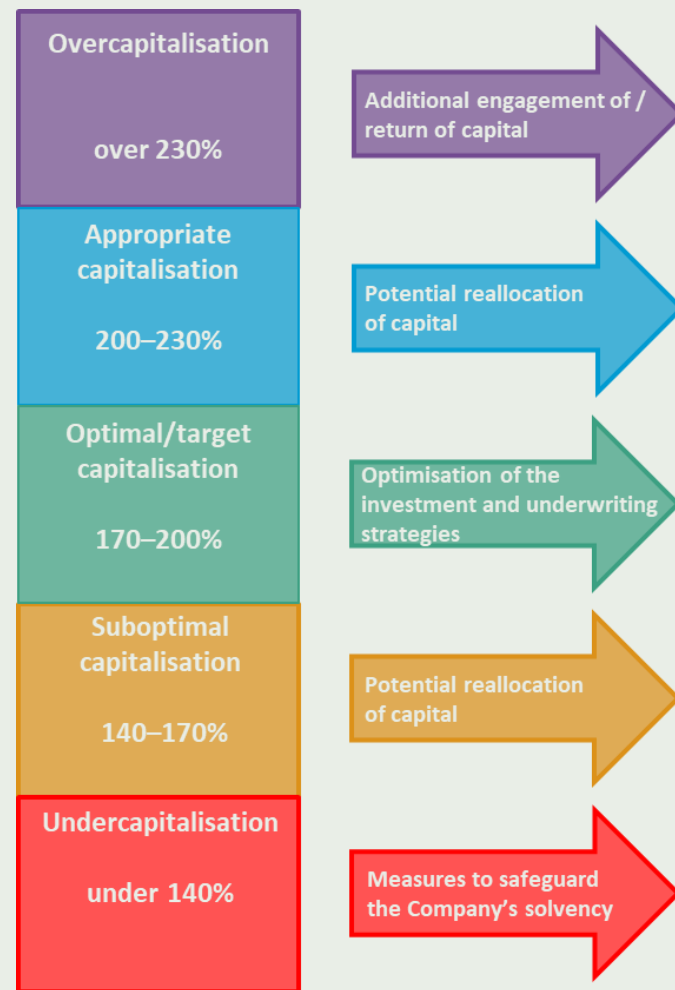 Overcapitalisation
over 230%
Additional engagement of /
return of capital
Appropriate
capitalisation
200–230%
Potential reallocation
of capital
Optimal/target
capitalisation
170–200%
Optimisation of the
investment and underwriting
strategies
Suboptimal
capitalisation
140–170%
Potential reallocation
of capital
Undercapitalisation
under 140%
Measures to safeguard
the Company’s solvency